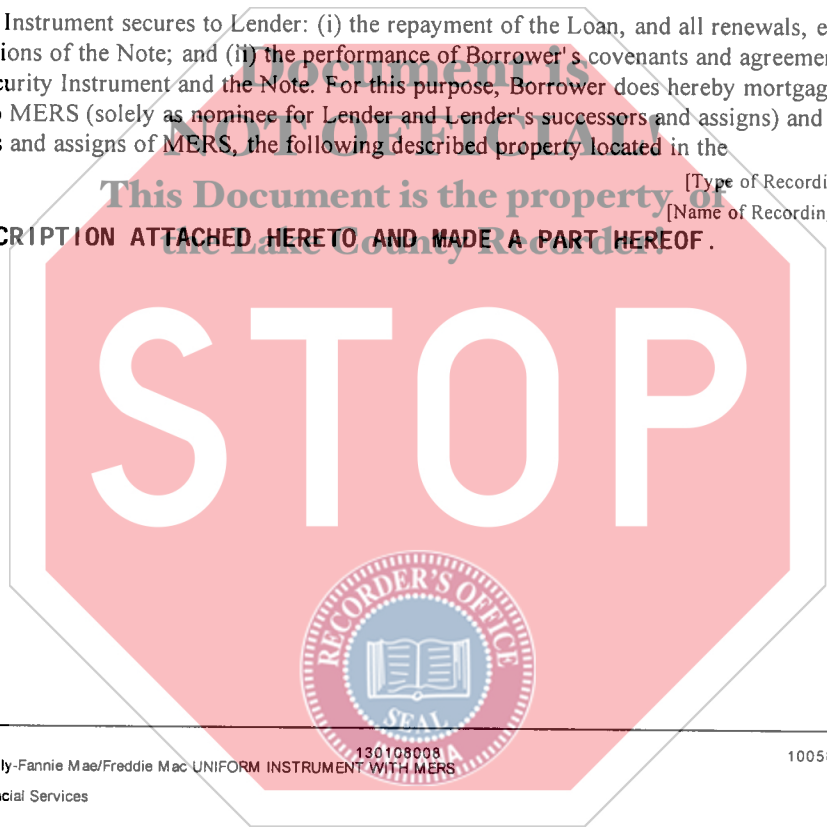 Instrument secures to Lender: (i) the repayment of the Loan, and all renewals, e
ions of the Note; and (ii) the performance of Borrower's covenants and agreemen
curity Instrument and the Note. For this purpose, Borrower does hereby mortgag
MERS (solely as nominee for Lender and Lender's successors and assigns) and
s and assigns of MERS, the following described property located in the
[Type of Recordi
[Name of Recordin
CRIPTION ATTACHED HERETO AND MADE A PART HEREOF.
Document is
NOT OFFICIAL!
This Document is the property of
the Lake County Recorder!
STOP
RECORDER'S OFFICE
SEAL
INDIANA
130108008
ly-Fannie Mae/Freddie Mac UNIFORM INSTRUMENT WITH MERS
1005
ncial Services